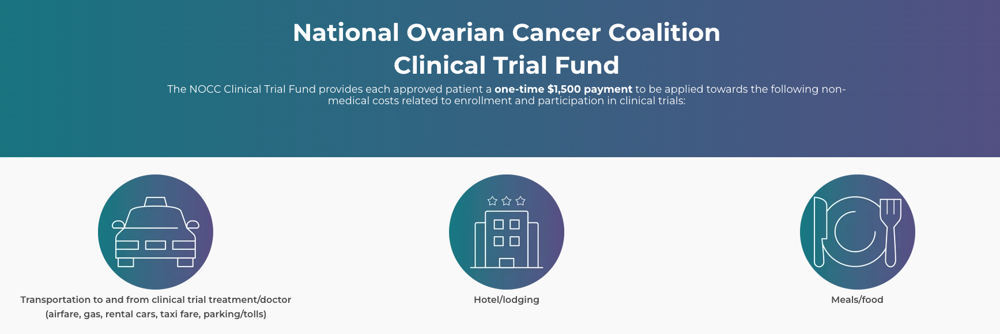 National Ovarian Cancer Coalition
Clinical Trial Fund
The NOCC Clinical Trial Fund provides each approved patient a one-time $1,500 payment to be applied towards the following non-
medical costs related to enrollment and participation in clinical trials:
Transportation to and from clinical trial treatment/doctor
(airfare, gas, rental cars, taxi fare, parking/tolls)
Hotel/lodging
Meals/food